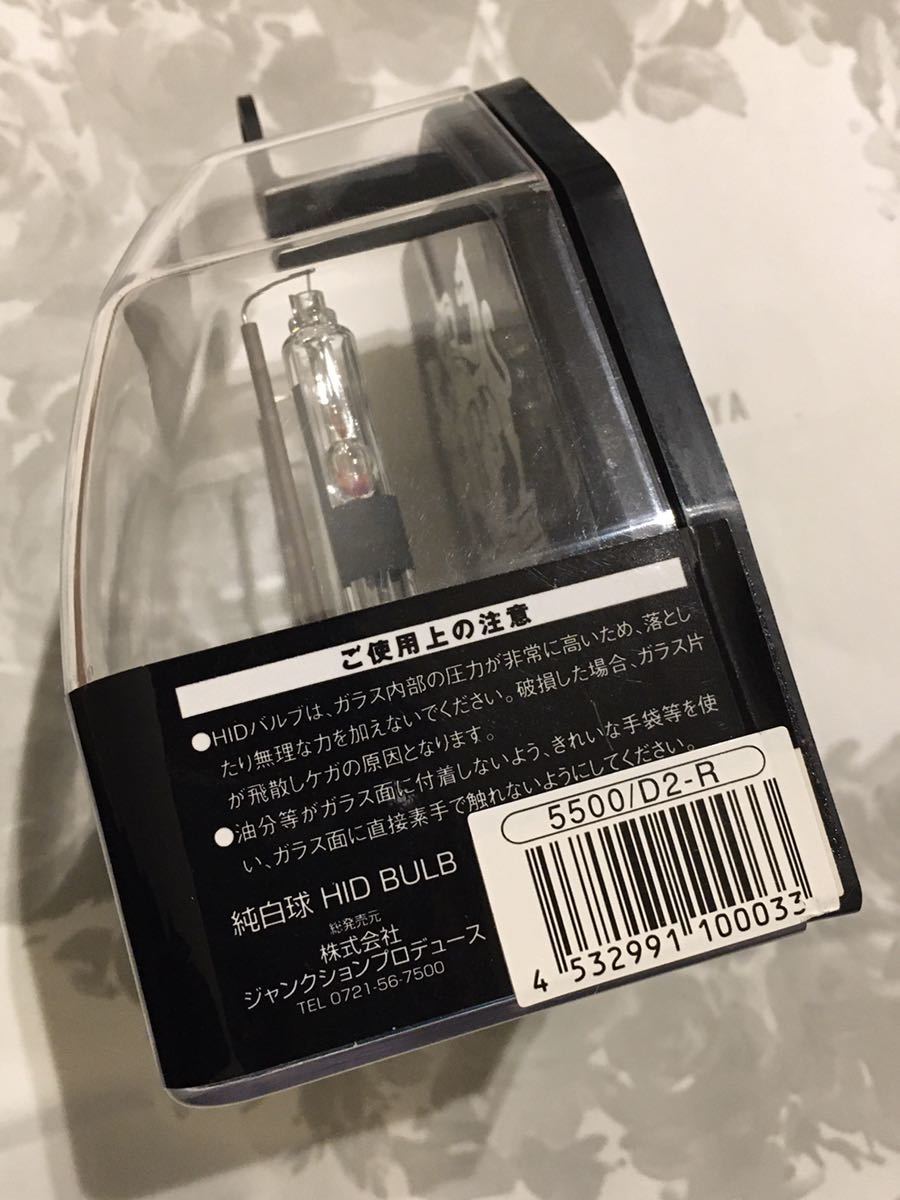 ご使用上の注意
●HIDバルブは、ガラス内部の圧力が非常に高いため、落とし
たり無理な力を加えないでください。破損した場合、ガラス片
が飛散しケガの原因となります。
●油分等がガラス面に付着しないよう、きれいな手袋等を使
い、ガラス面に直接素手で触れないようにしてください。
純白球 HID BULB
総発売元
株式会社
ジャンクションプロデュース
TEL 0721-56-7500
5500/D2-R
4 532991 100033